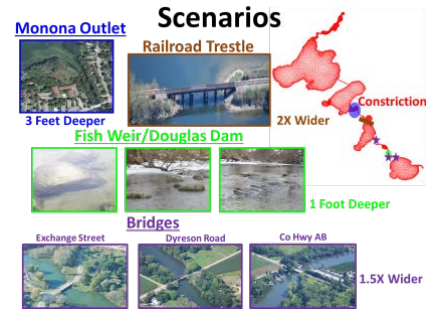 Scenarios
Monona Outlet
Railroad Trestle
Constriction
3 Feet Deeper
2X Wider
Fish Weir/Douglas Dam
1 Foot Deeper
Bridges
Exchange Street
Dyreson Road
Co Hwy AB
1.5X Wider